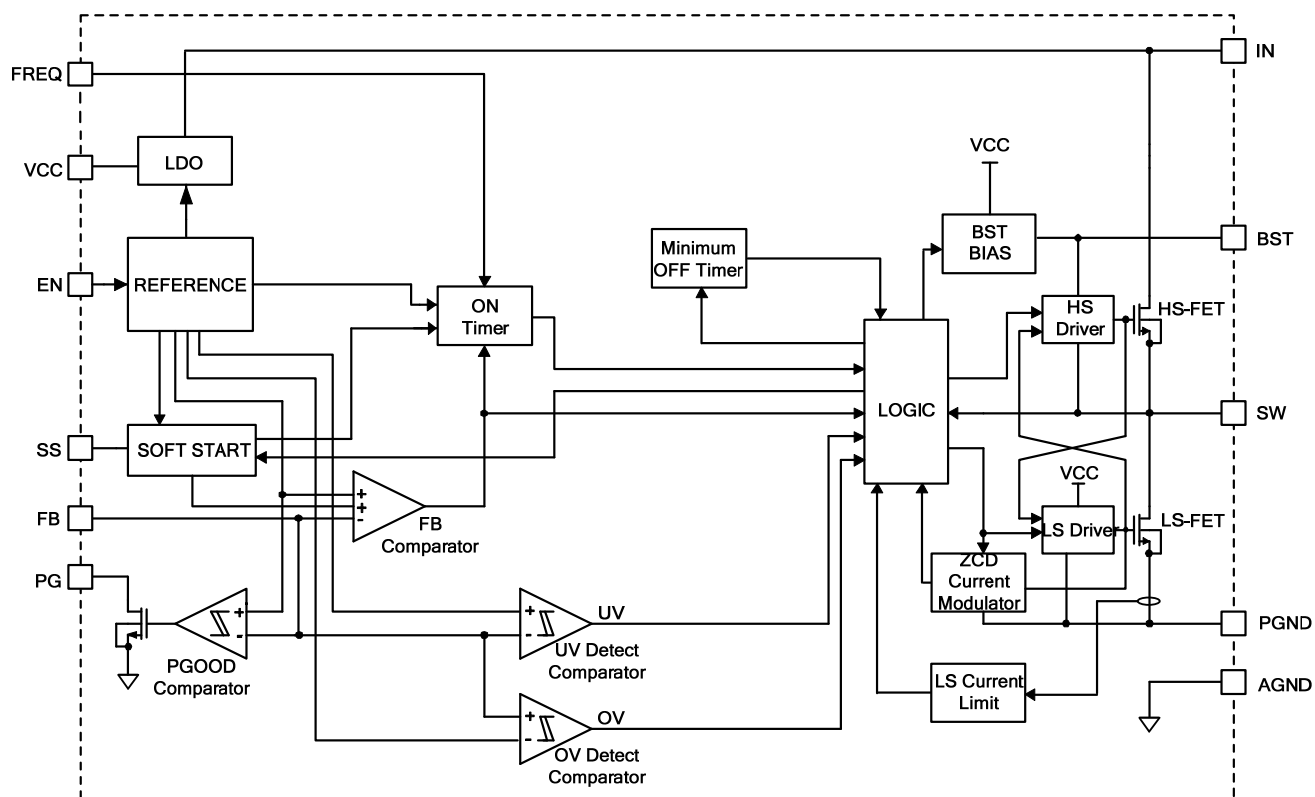 FREQ
IN
VCC
LDO
VCC
BST
BIAS
BST
Minimum
OFF Timer
EN
REFERENCE
ON
Timer
HS
Driver
HS-FET
LOGIC
SW
SS
SOFT START
VCC
+
+
-
FB
Comparator
FB
LS Driver
LS-FET
ZCD
Current
Modulator
PG
+
-
PGOOD
Comparator
+
-
UV
UV Detect
Comparator
PGND
LS Current
Limit
AGND
+
-
OV
OV Detect
Comparator